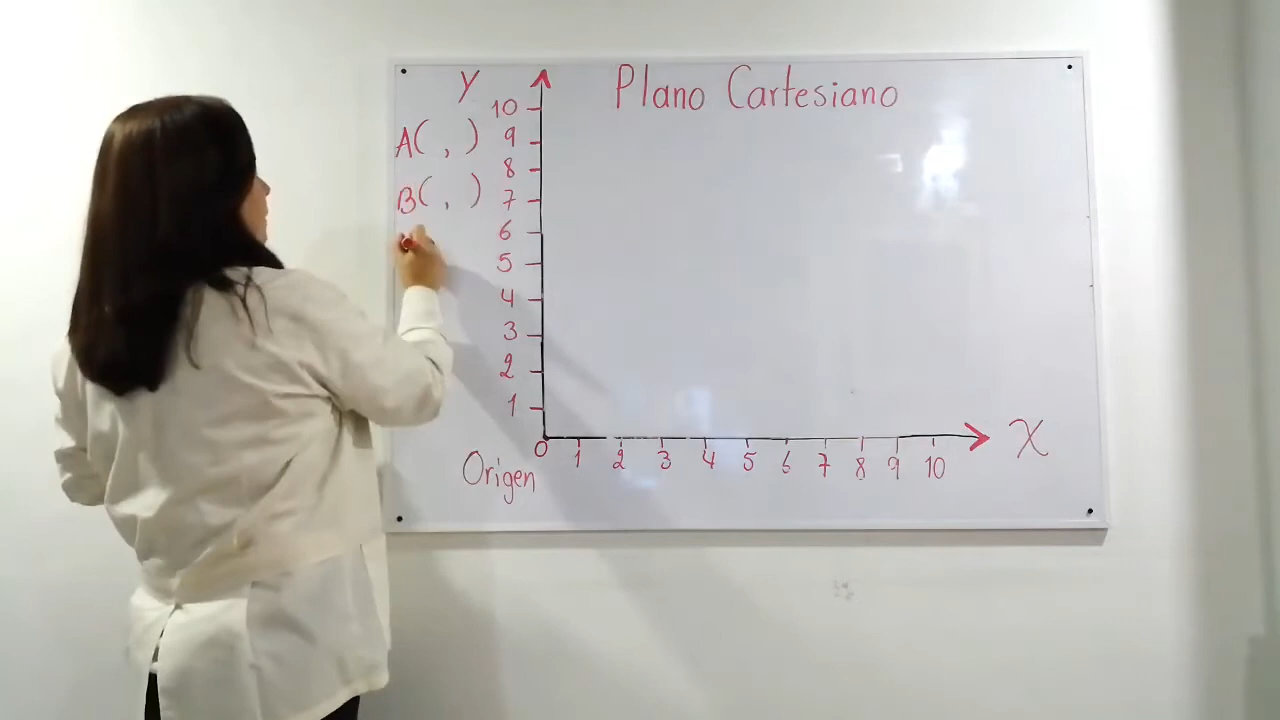 Plano Cartesiano
Y
10
A( , ) 9
8
B( , ) 7
6
5
4
3
2
1
0 1 2 3 4 5 6 7 8 9 10 X
Origen